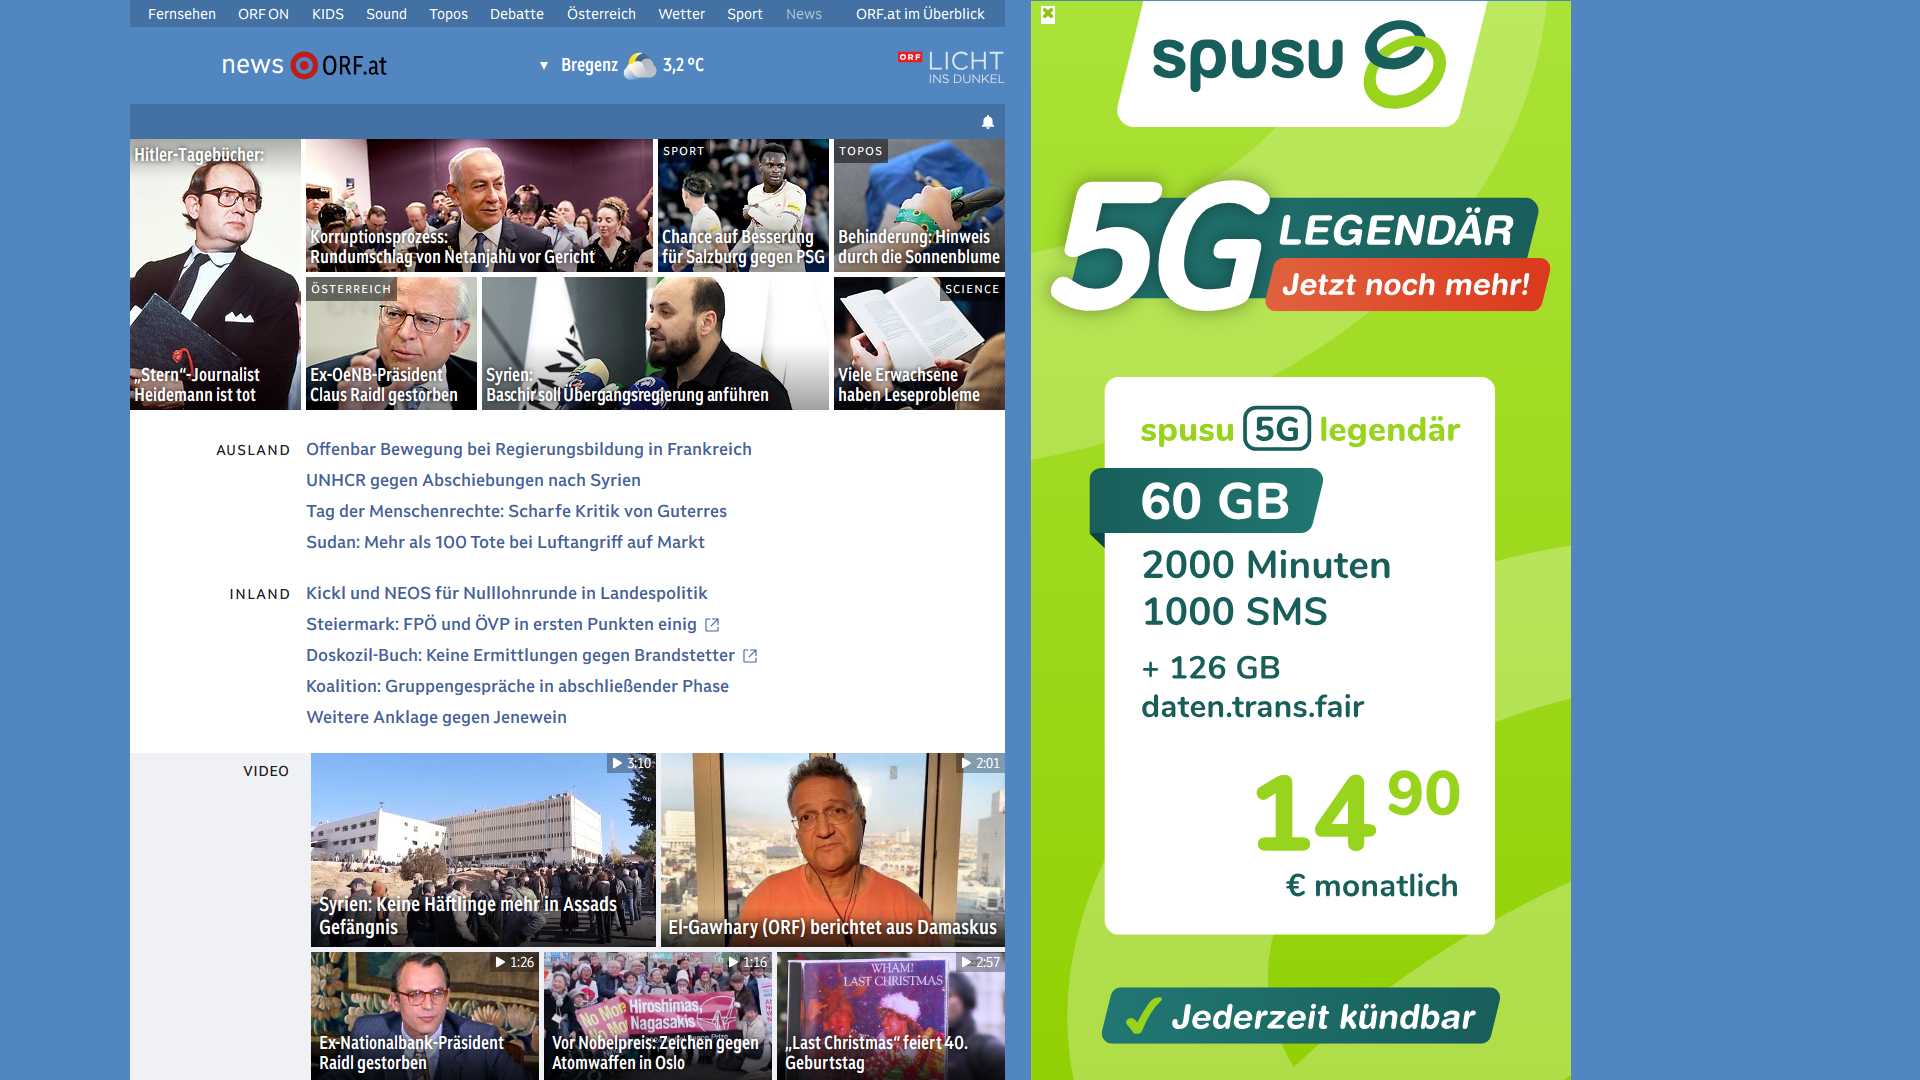 Fernsehen ORF ON KIDS Sound Topos Debatte Österreich Wetter Sport News ORF.at im Überblick
news ORF.at
▼ Bregenz 3,2 °C
ORF LICHT
INS DUNKEL
Hitler-Tagebücher:
„Stern“-Journalist
Heidemann ist tot
Korruptionsprozess:
Rundumschlag von Netanjahu vor Gericht
SPORT
Chance auf Besserung
für Salzburg gegen PSG
TOPOS
Behinderung: Hinweis
durch die Sonnenblume
ÖSTERREICH
Ex-OeNB-Präsident
Claus Raidl gestorben
Syrien:
Baschir soll Übergangsregierung anführen
SCIENCE
Viele Erwachsene
haben Leseprobleme
AUSLAND
Offenbar Bewegung bei Regierungsbildung in Frankreich
UNHCR gegen Abschiebungen nach Syrien
Tag der Menschenrechte: Scharfe Kritik von Guterres
Sudan: Mehr als 100 Tote bei Luftangriff auf Markt
INLAND
Kickl und NEOS für Nulllohnrunde in Landespolitik
Steiermark: FPÖ und ÖVP in ersten Punkten einig
Doskozil-Buch: Keine Ermittlungen gegen Brandstetter
Koalition: Gruppengespräche in abschließender Phase
Weitere Anklage gegen Jenewein
VIDEO
3:10
Syrien: Keine Häftlinge mehr in Assads
Gefängnis
2:01
El-Gawhary (ORF) berichtet aus Damaskus
1:26
Ex-Nationalbank-Präsident
Raidl gestorben
1:16
No More Hiroshimas,
No Mo Nagasakis
Vor Nobelpreis: Zeichen gegen
Atomwaffen in Oslo
2:57
WHAM!
LAST CHRISTMAS
„Last Christmas“ feiert 40.
Geburtstag
spusu
5G LEGENDÄR
Jetzt noch mehr!
spusu 5G legendär
60 GB
2000 Minuten
1000 SMS
+ 126 GB
daten.trans.fair
14 90
€ monatlich
Jederzeit kündbar